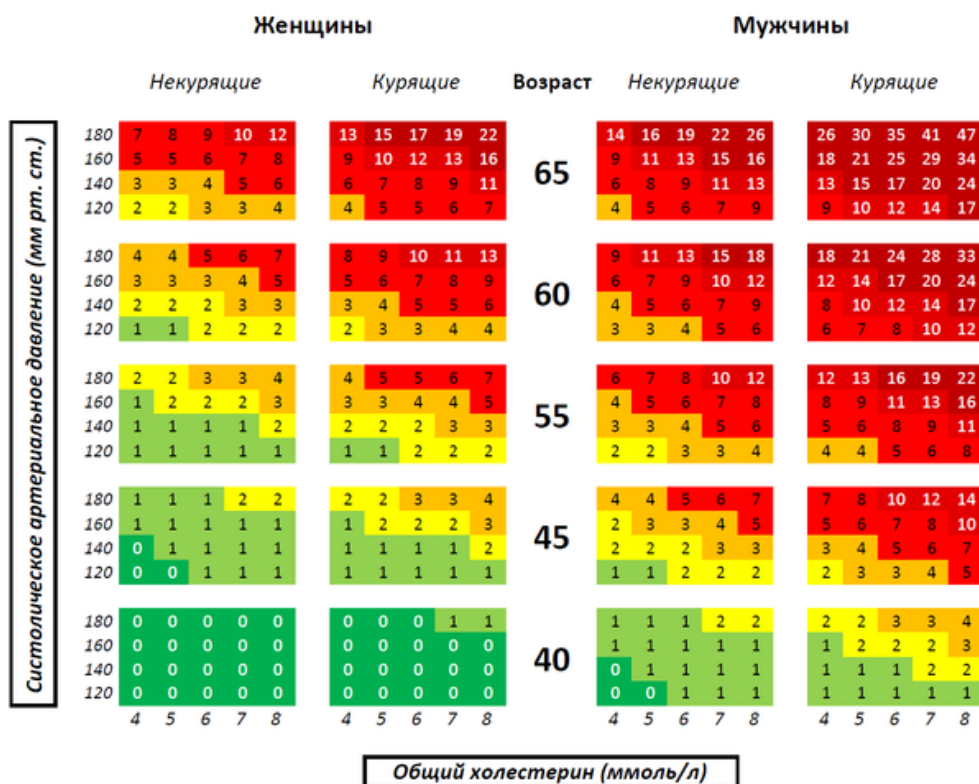 Женщины Мужчины
Некурящие Курящие Возраст Некурящие Курящие
Систолическое артериальное давление (мм рт. ст.)
180 7 8 9 10 12 13 15 17 19 22 14 16 19 22 26 26 30 35 41 47
160 5 5 6 7 8 9 10 12 13 16 9 11 13 15 16 18 21 25 29 34
65
140 3 3 4 5 6 6 7 8 9 11 6 8 9 11 13 13 15 17 20 24
120 2 2 3 3 4 4 5 5 6 7 4 5 6 7 9 9 10 12 14 17
180 4 4 5 6 7 8 9 10 11 13 9 11 13 15 18 18 21 24 28 33
160 3 3 3 4 5 5 6 7 8 9 6 7 9 10 12 12 14 17 20 24
60
140 2 2 2 3 3 3 4 5 5 6 4 5 6 7 9 8 10 12 14 17
120 1 1 2 2 2 2 3 3 4 4 3 3 4 5 6 6 7 8 10 12
180 2 2 3 3 4 4 5 5 6 7 6 7 8 10 12 12 13 16 19 22
160 1 2 2 2 3 3 3 4 4 5 4 5 6 7 8 8 9 11 13 16
55
140 1 1 1 1 2 2 2 2 3 3 3 3 4 5 6 5 6 8 9 11
120 1 1 1 1 1 1 1 2 2 2 2 2 3 3 4 4 4 5 6 8
180 1 1 1 2 2 2 2 3 3 4 4 4 5 6 7 7 8 10 12 14
160 1 1 1 1 1 1 2 2 2 3 2 3 3 4 5 5 6 7 8 10
45
140 0 1 1 1 1 1 1 1 1 2 2 2 2 3 3 3 4 5 6 7
120 0 0 1 1 1 1 1 1 1 1 1 1 2 2 2 2 3 3 4 5
180 0 0 0 0 0 0 0 0 1 1 1 1 1 2 2 2 2 3 3 4
160 0 0 0 0 0 0 0 0 0 0 1 1 1 1 1 1 2 2 2 3
40
140 0 0 0 0 0 0 0 0 0 0 0 1 1 1 1 1 1 1 2 2
120 0 0 0 0 0 0 0 0 0 0 0 0 1 1 1 1 1 1 1 1
4 5 6 7 8 4 5 6 7 8 4 5 6 7 8 4 5 6 7 8
Общий холестерин (ммоль/л)